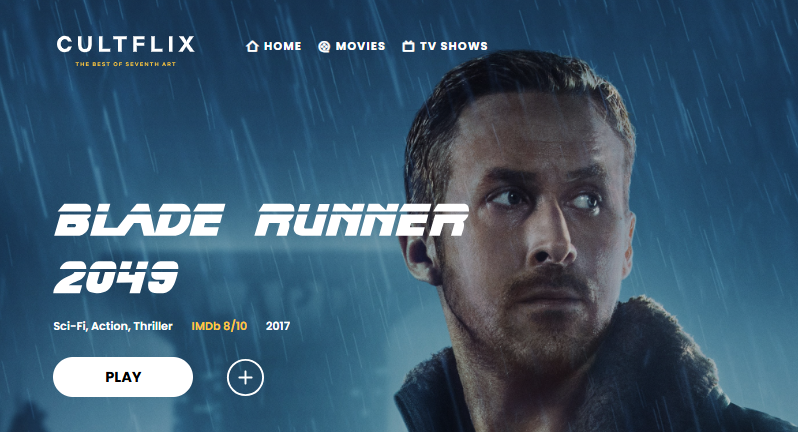 CULTFLIX
THE BEST OF SEVENTH ART
HOME MOVIES TV SHOWS
BLADE RUNNER
2049
Sci-Fi, Action, Thriller IMDb 8/10 2017
PLAY